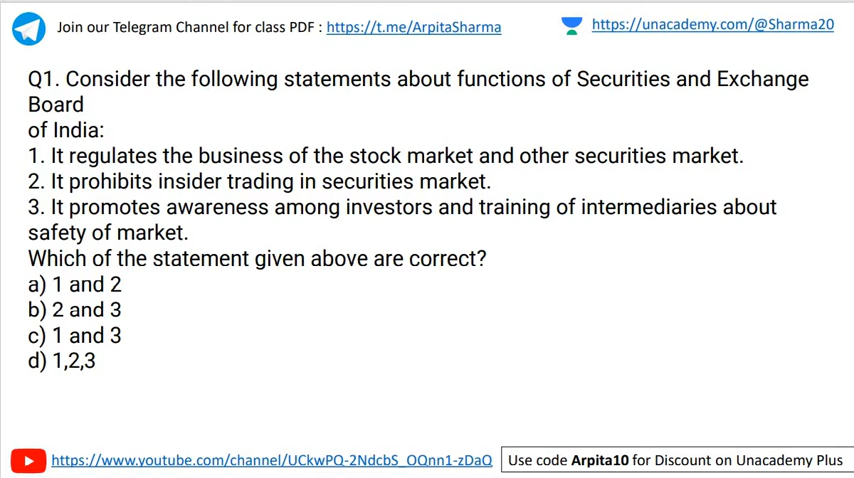 Join our Telegram Channel for class PDF : https://t.me/ArpitaSharma
https://unacademy.com/@Sharma20
Q1. Consider the following statements about functions of Securities and Exchange
Board
of India:
1. It regulates the business of the stock market and other securities market.
2. It prohibits insider trading in securities market.
3. It promotes awareness among investors and training of intermediaries about
safety of market.
Which of the statement given above are correct?
a) 1 and 2
b) 2 and 3
c) 1 and 3
d) 1,2,3
https://www.youtube.com/channel/UCkwPQ-2NdcbS_OQnn1-zDaQ
Use code Arpita10 for Discount on Unacademy Plus